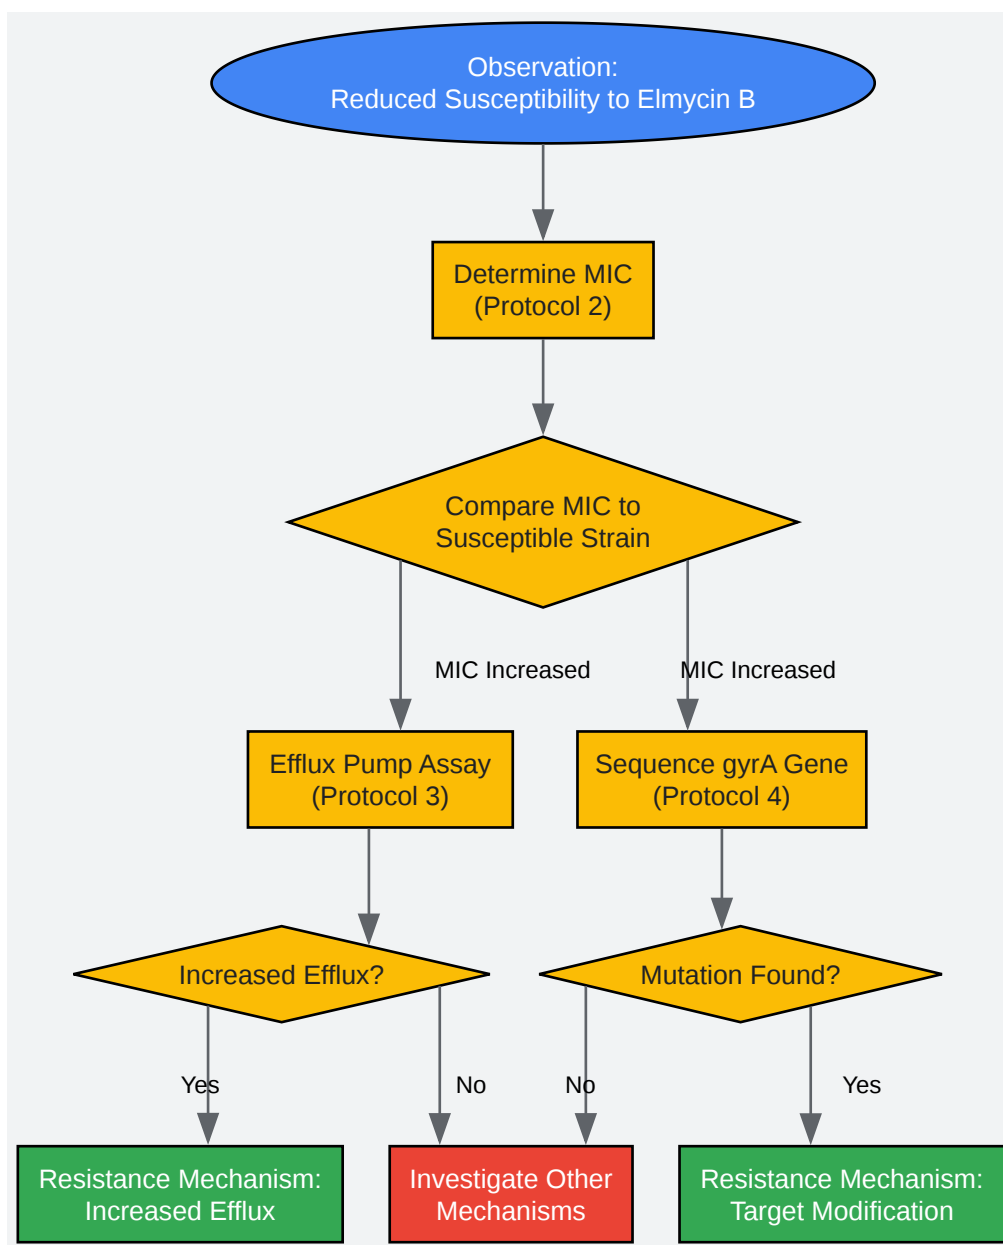 Observation:
Reduced Susceptibility to Elmycin B
Determine MIC
(Protocol 2)
Compare MIC to
Susceptible Strain
MIC Increased
MIC Increased
Efflux Pump Assay
(Protocol 3)
Sequence gyrA Gene
(Protocol 4)
Increased Efflux?
Mutation Found?
Yes
No
No
Yes
Resistance Mechanism:
Increased Efflux
Investigate Other
Mechanisms
Resistance Mechanism:
Target Modification